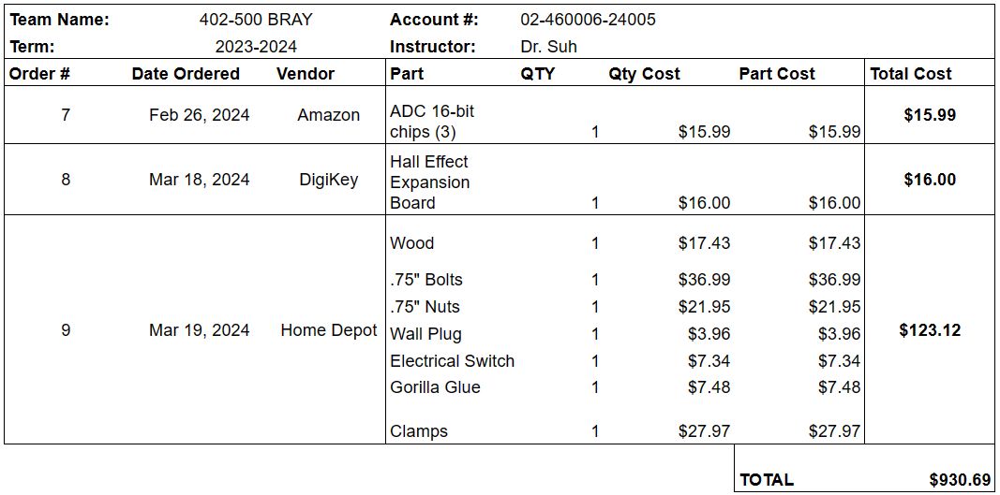 Team Name: 402-500 BRAY Account #: 02-460006-24005
Term: 2023-2024 Instructor: Dr. Suh
Order # Date Ordered Vendor Part QTY Qty Cost Part Cost Total Cost
7 Feb 26, 2024 Amazon ADC 16-bit
chips (3) 1 $15.99 $15.99 $15.99
8 Mar 18, 2024 DigiKey Hall Effect
Expansion
Board 1 $16.00 $16.00 $16.00
9 Mar 19, 2024 Home Depot Wood 1 $17.43 $17.43 $123.12
.75" Bolts 1 $36.99 $36.99
.75" Nuts 1 $21.95 $21.95
Wall Plug 1 $3.96 $3.96
Electrical Switch 1 $7.34 $7.34
Gorilla Glue 1 $7.48 $7.48
Clamps 1 $27.97 $27.97
TOTAL $930.69